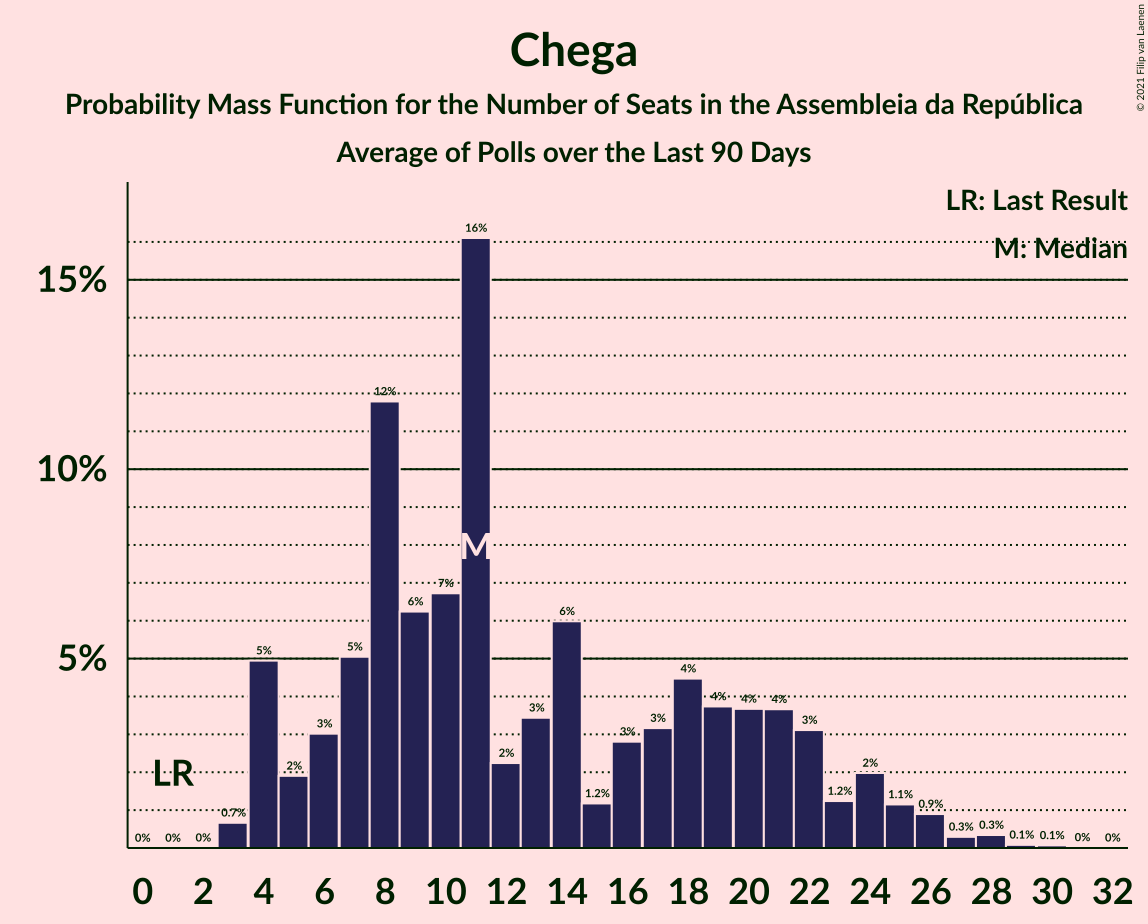 Chega
Probability Mass Function for the Number of Seats in the Assembleia da República
Average of Polls over the Last 90 Days
© 2021 Filip van Laenen
LR: Last Result
M: Median
15%
10%
5%
0% 0% 0% 0.7% 5% 2% 3% 5% 12% 6% 7% 16% 2% 3% 6% 1.2% 3% 3% 4% 4% 4% 4% 3% 1.2% 2% 1.1% 0.9% 0.3% 0.3% 0.1% 0.1% 0% 0%
LR
M
0 2 4 6 8 10 12 14 16 18 20 22 24 26 28 30 32